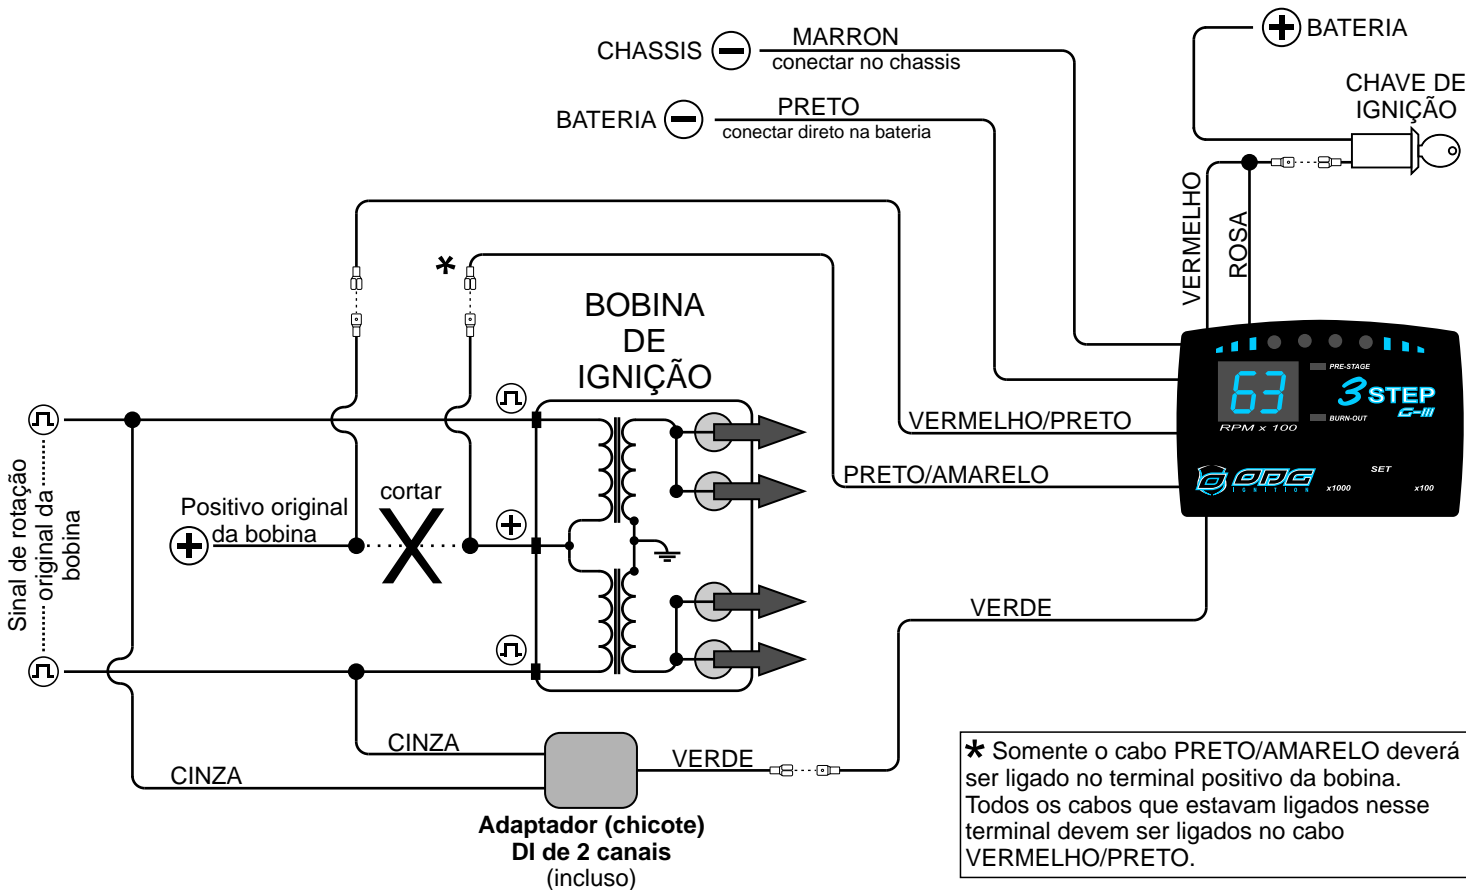 CHASSIS
MARRON
conectar no chassis
BATERIA
PRETO
conectar direto na bateria
BATERIA
CHAVE DE
IGNIÇÃO
VERMELHO
ROSA
*
BOBINA
DE
IGNIÇÃO
PRE-STAGE
63
3 STEP
G-III
BURN-OUT
RPM x 100
ODG
IGNITION
SET
x1000
x100
VERMELHO/PRETO
PRETO/AMARELO
Sinal de rotação
original da
bobina
Positivo original
da bobina
cortar
X
VERDE
CINZA
CINZA
VERDE
Adaptador (chicote)
DI de 2 canais
(incluso)
* Somente o cabo PRETO/AMARELO deverá
ser ligado no terminal positivo da bobina.
Todos os cabos que estavam ligados nesse
terminal devem ser ligados no cabo
VERMELHO/PRETO.